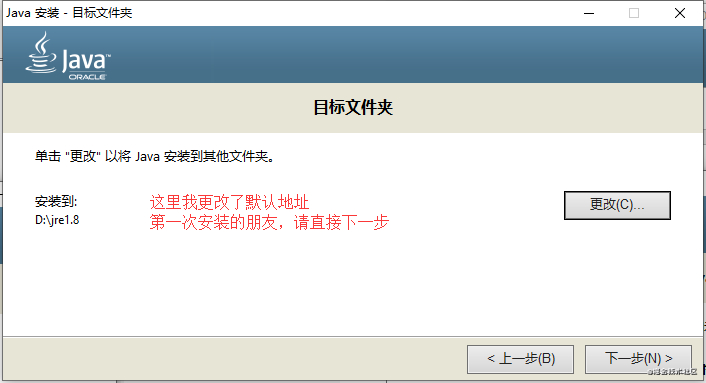 Java 安装 - 目标文件夹
Java™
ORACLE
目标文件夹
单击 "更改" 以将 Java 安装到其他文件夹。
安装到:
这里我更改了默认地址
D:\jre1.8
第一次安装的朋友，请直接下一步
更改(C)...
< 上一步(B)
下一步(N) >
@稀土掘金技术社区